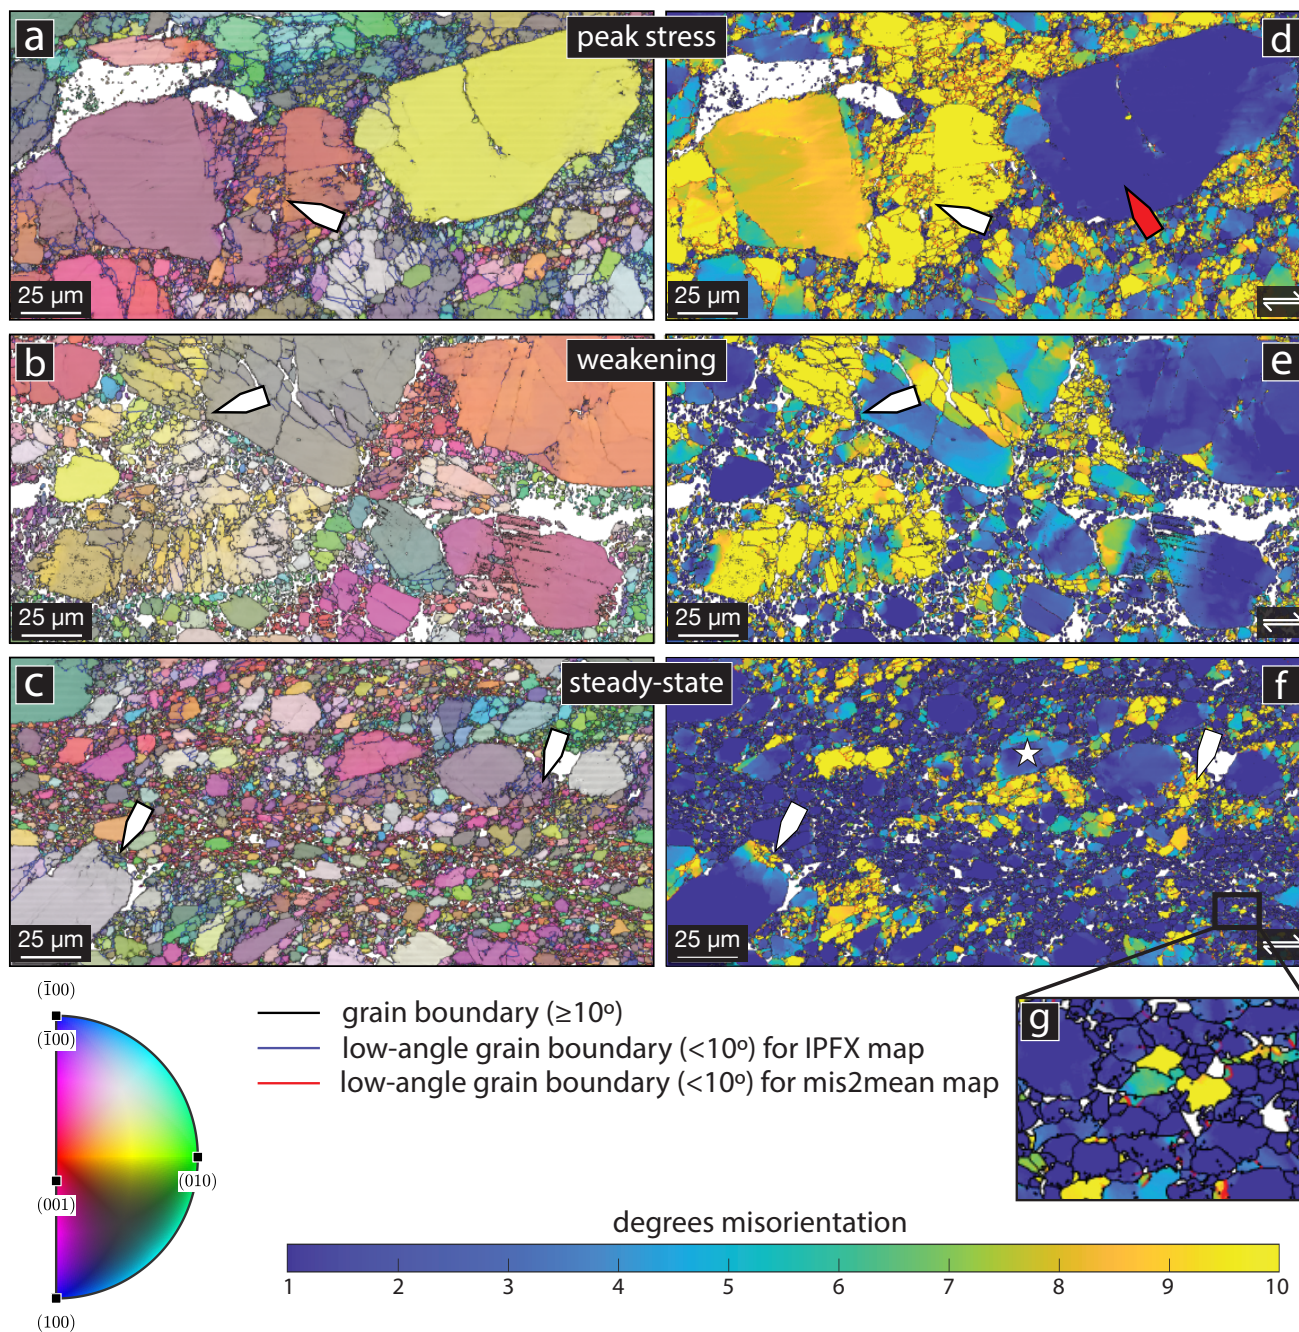 a
peak stress
d
25 µm
25 µm
b
weakening
e
25 µm
25 µm
c
steady-state
f
25 µm
25 µm
g
(1̅00)
(1̅00)
(010)
(001)
(100)
grain boundary (≥10º)
low-angle grain boundary (<10º) for IPFX map
low-angle grain boundary (<10º) for mis2mean map
degrees misorientation
1 2 3 4 5 6 7 8 9 10